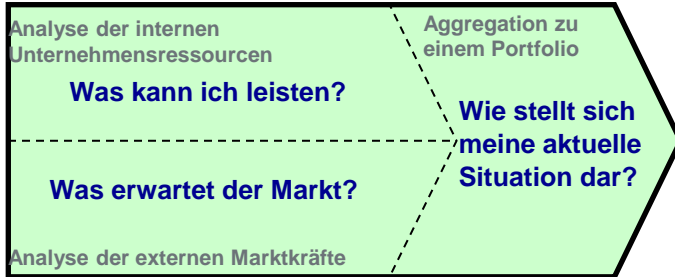 Analyse der internen
Unternehmensressourcen
Was kann ich leisten?
Was erwartet der Markt?
Analyse der externen Marktkräfte
Aggregation zu
einem Portfolio
Wie stellt sich
meine aktuelle
Situation dar?